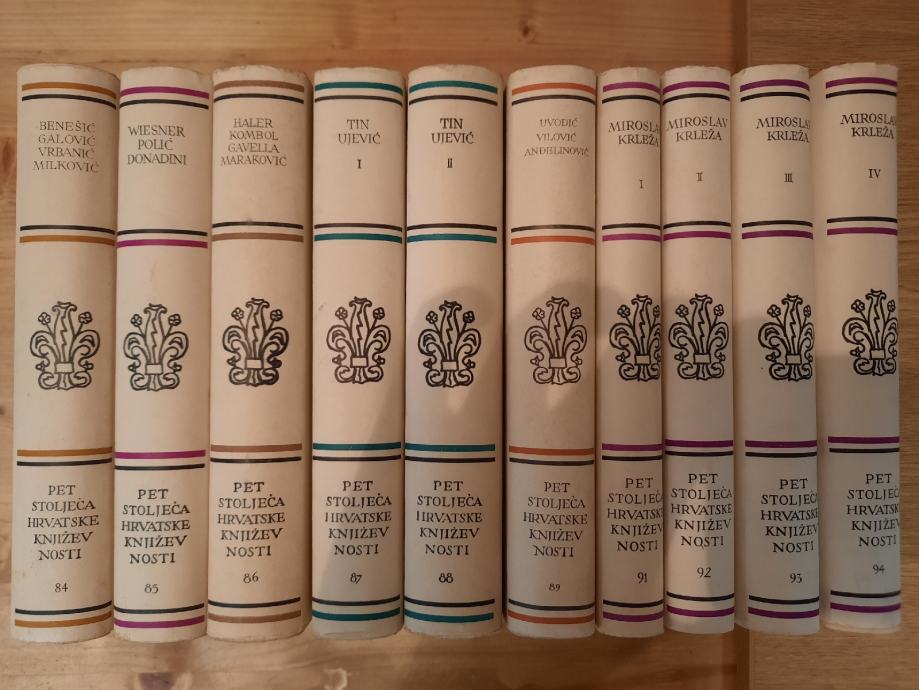 BENEŠIĆ
GALOVIĆ
VRBANIĆ
MILKOVIĆ
PET
STOLJEĆA
HRVATSKE
KNJIŽEV
NOSTI
84
WIESNER
POLIĆ
DONADINI
PET
STOLJEĆA
HRVATSKE
KNJIŽEV
NOSTI
85
HALER
KOMBOL
GAVELLA
MARAKOVIĆ
PET
STOLJEĆA
HRVATSKE
KNJIŽEV
NOSTI
86
TIN
UJEVIĆ
I
PET
STOLJEĆA
HRVATSKE
KNJIŽEV
NOSTI
87
TIN
UJEVIĆ
II
PET
STOLJEĆA
HRVATSKE
KNJIŽEV
NOSTI
88
UVODIĆ
VILOVIĆ
ANĐELINOVIĆ
PET
STOLJEĆA
HRVATSKE
KNJIŽEV
NOSTI
89
MIROSLAV
KRLEŽA
I
PET
STOLJEĆA
HRVATSKE
KNJIŽEV
NOSTI
91
MIROSLAV
KRLEŽA
II
PET
STOLJEĆA
HRVATSKE
KNJIŽEV
NOSTI
92
MIROSLAV
KRLEŽA
III
PET
STOLJEĆA
HRVATSKE
KNJIŽEV
NOSTI
93
MIROSLAV
KRLEŽA
IV
PET
STOLJEĆA
HRVATSKE
KNJIŽEV
NOSTI
94